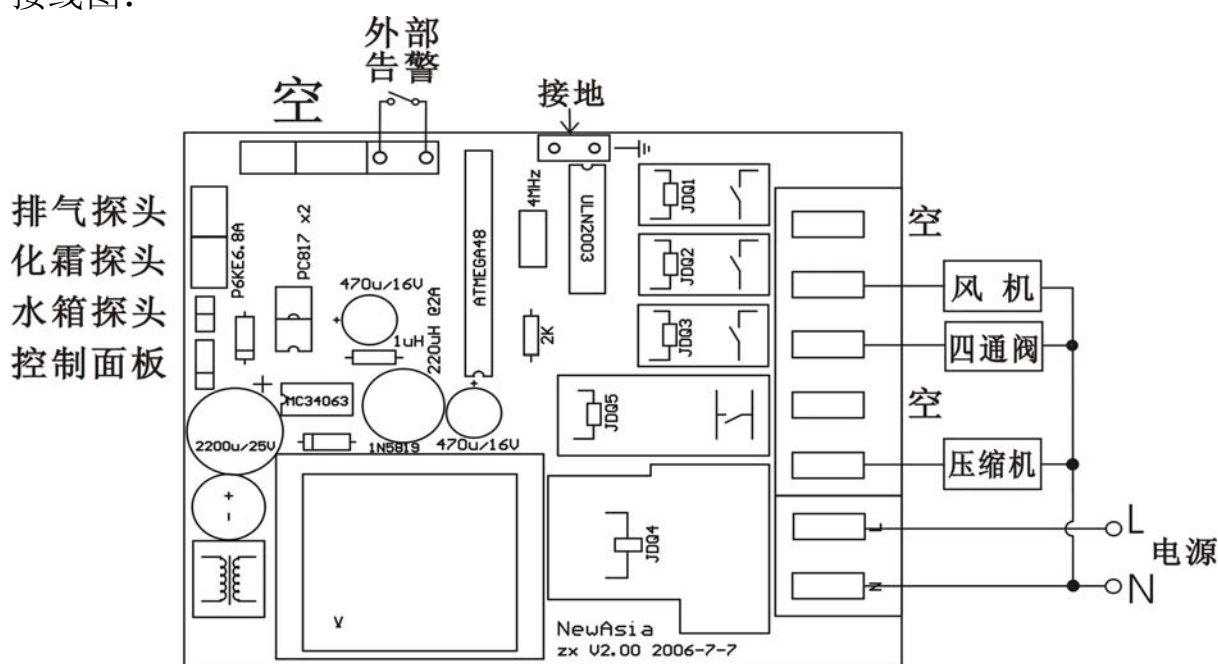 接线图:
外部
告警
空
接地
排气探头
化霜探头
水箱探头
控制面板
P6KE6.8A
PC817 x2
470u/16V
1uH
220uH @2A
ATMEGA48
4MHz
ULN2003
2K
JDQ1
JDQ2
JDQ3
JDQ5
JDQ4
MC34063
2200u/25V
1N5819
470u/16V
空
风机
四通阀
空
压缩机
L
N
L
电源
N
V
NewAsia
zx V2.00 2006-7-7